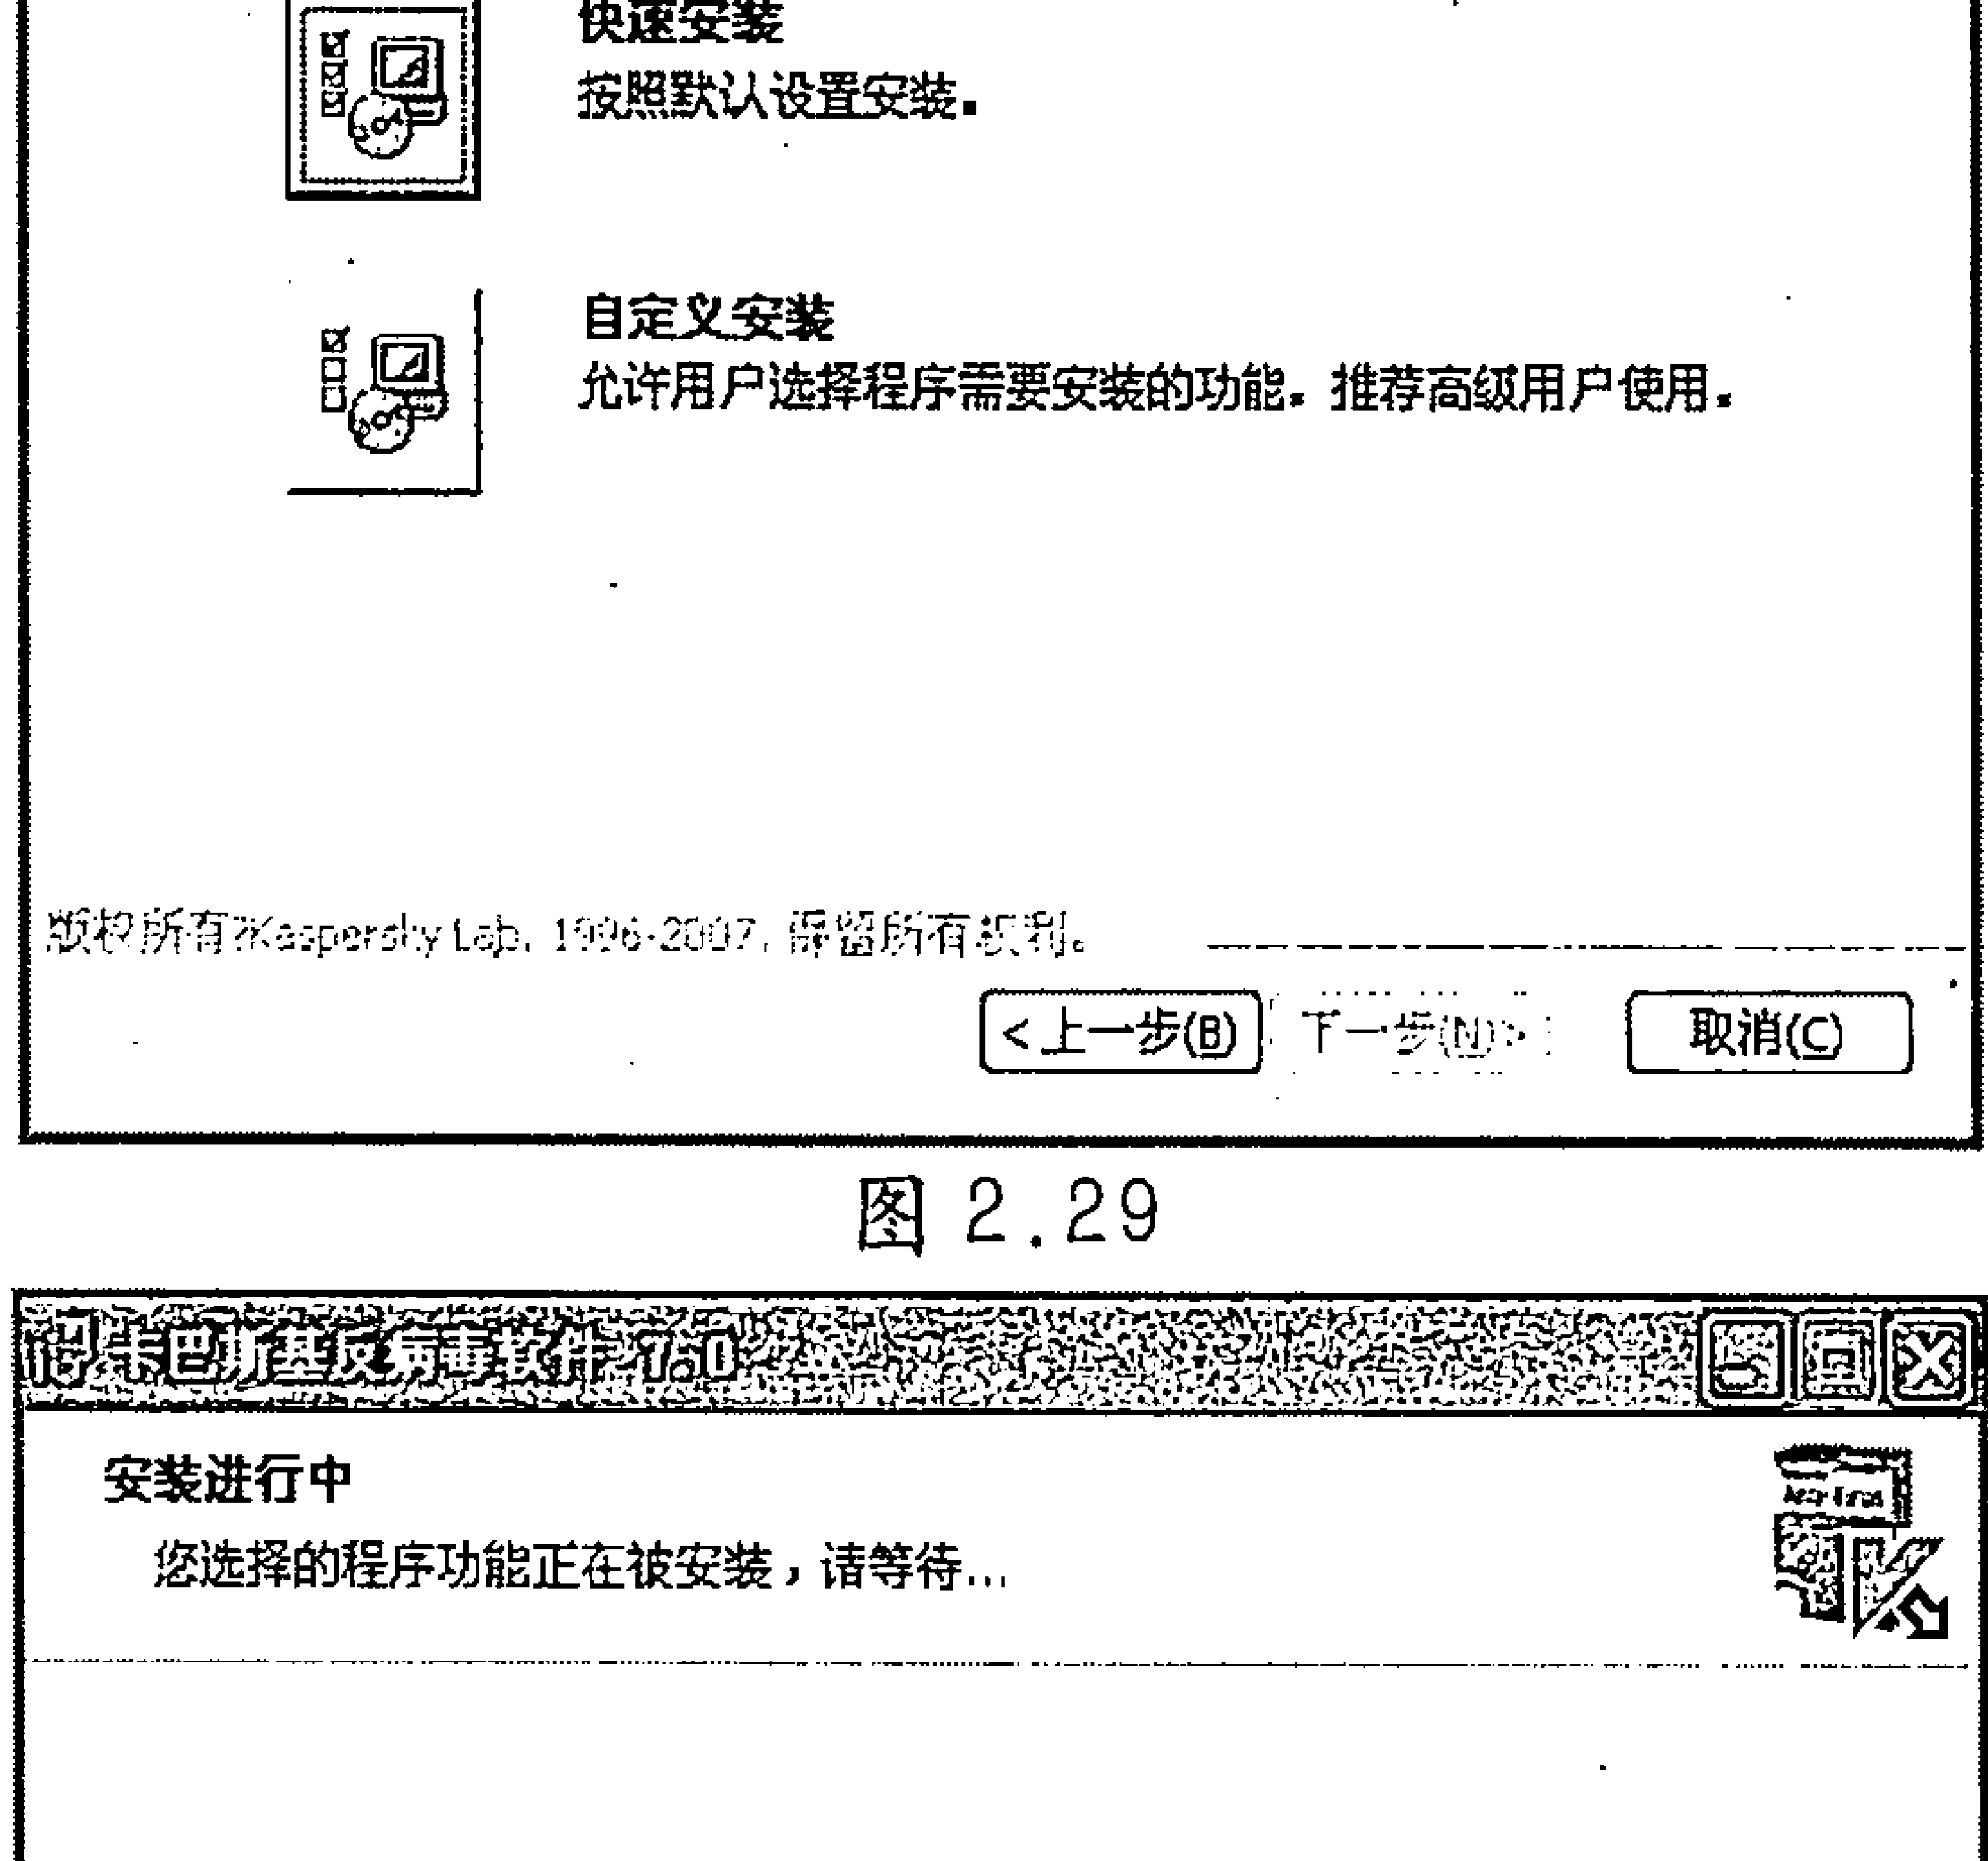 快速安装
按照默认设置安装。
自定义安装
允许用户选择程序需要安装的功能。推荐高级用户使用。
版权所有?Kaspersky Lab, 1996-2007, 保留所有权利。
< 上一步(B) 下一步(N) > 取消(C)
图 2.29
卡巴斯基反病毒软件 7.0
安装进行中
您选择的程序功能正在被安装，请等待...